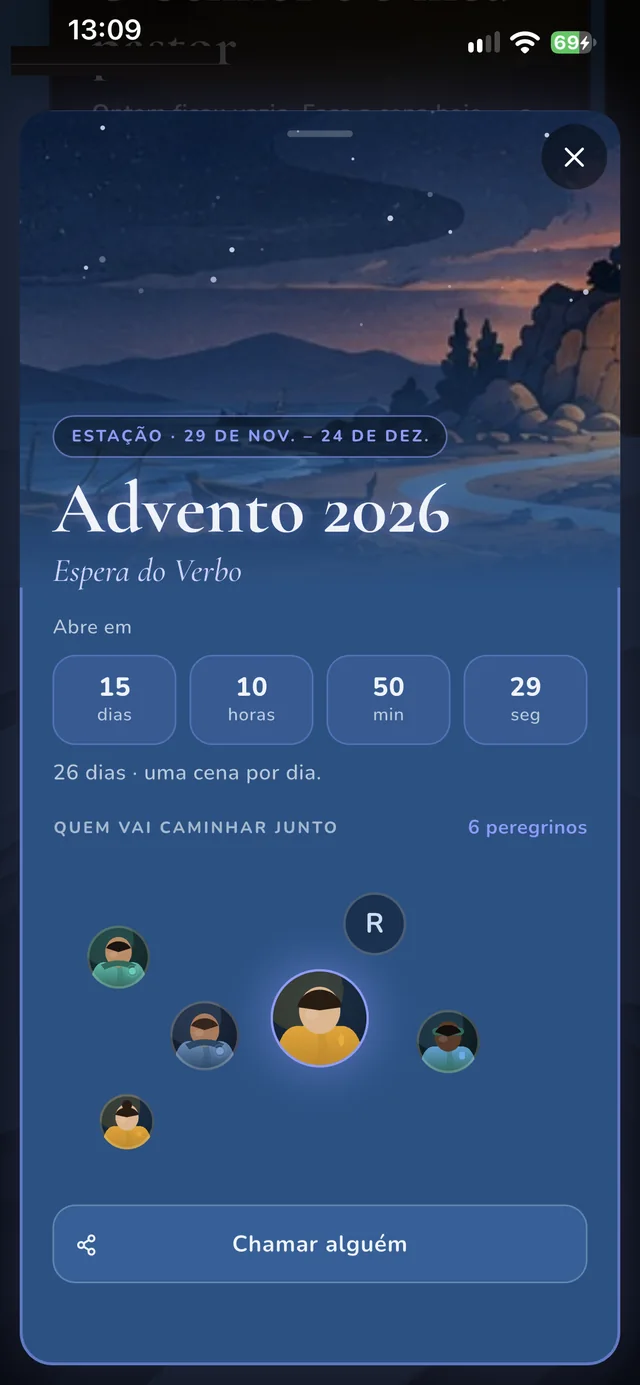 13:09
69
pastor
ESTAÇÃO · 29 DE NOV. – 24 DE DEZ.
Advento 2026
Espera do Verbo
Abre em
15 10 50 29
dias horas min seg
26 dias · uma cena por dia.
QUEM VAI CAMINHAR JUNTO 6 peregrinos
R
Chamar alguém